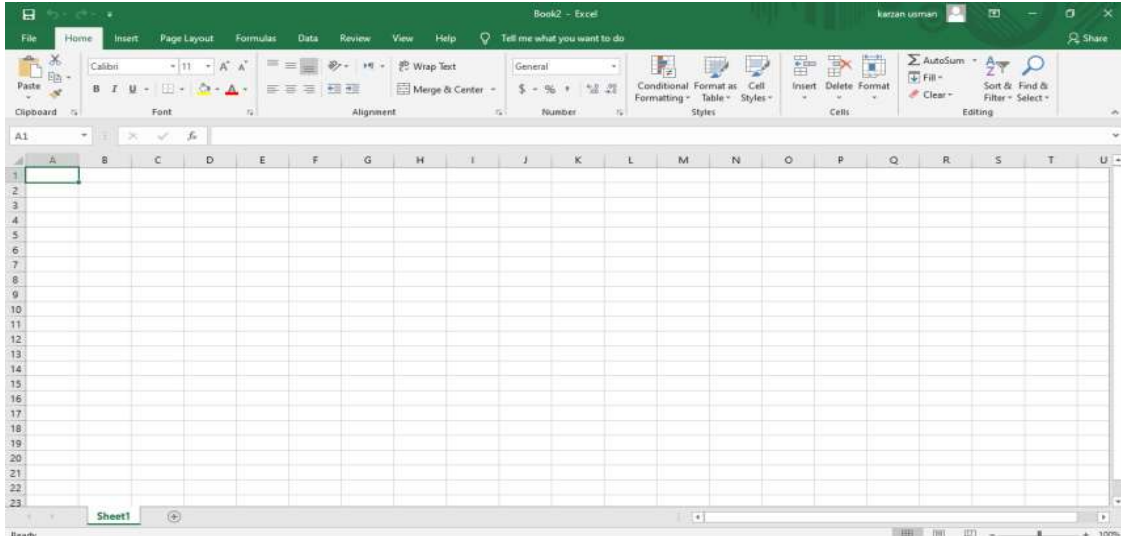 Book2 - Excel
karzan usman
File Home Insert Page Layout Formulas Data Review View Help Tell me what you want to do
Share
Paste
Clipboard
Calibri 11
B I U
Font
Wrap Text
Merge & Center
Alignment
General
$ %
Number
Conditional Formatting
Format as Table
Cell Styles
Styles
Insert Delete Format
Cells
AutoSum
Fill
Clear
Sort & Filter
Find & Select
Editing
A1
fx
A B C D E F G H I J K L M N O P Q R S T U
1
2
3
4
5
6
7
8
9
10
11
12
13
14
15
16
17
18
19
20
21
22
23
Sheet1
Ready
100%